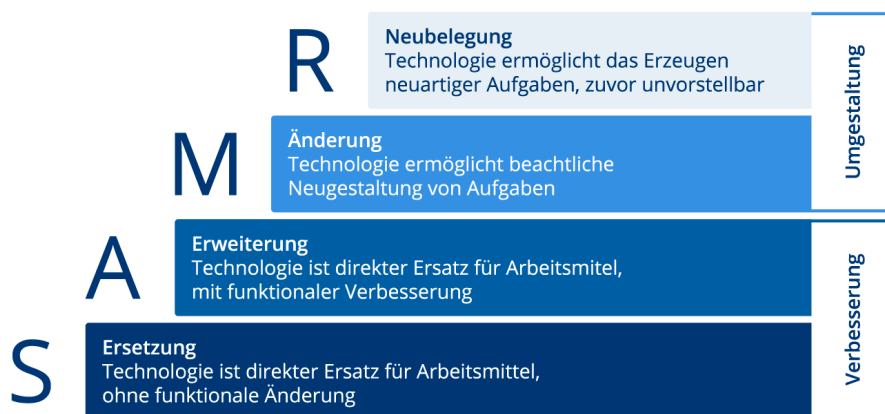 R
Neubelegung
Technologie ermöglicht das Erzeugen
neuartiger Aufgaben, zuvor unvorstellbar
M
Änderung
Technologie ermöglicht beachtliche
Neugestaltung von Aufgaben
Umgestaltung
A
Erweiterung
Technologie ist direkter Ersatz für Arbeitsmitel,
mit funktionaler Verbesserung
S
Ersetzung
Technologie ist direkter Ersatz für Arbeitsmittel,
ohne funktionale Änderung
Verbesserung